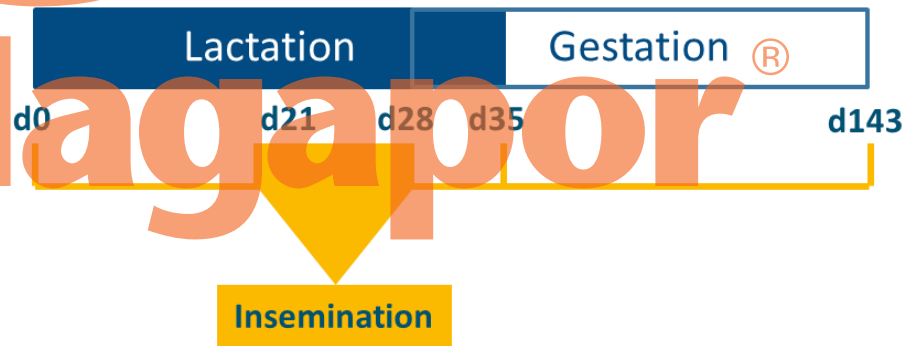 Lactation Gestation
d0 d21 d28 d35 d143
lagapor®
Insemination